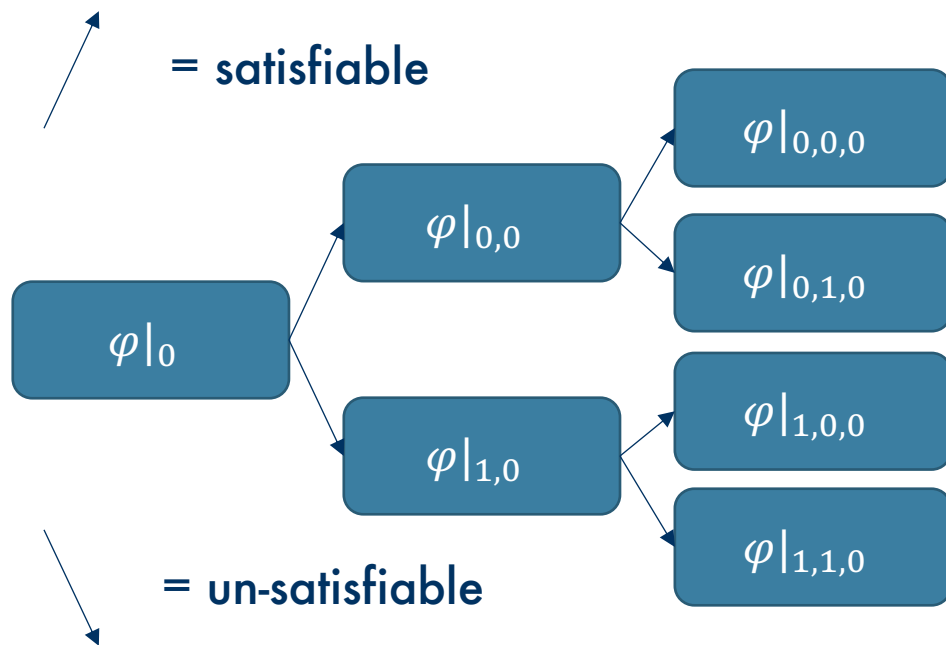 = satisfiable
φ|0,0,0
φ|0,0
φ|0,1,0
φ|0
φ|1,0,0
φ|1,0
φ|1,1,0
= un-satisfiable